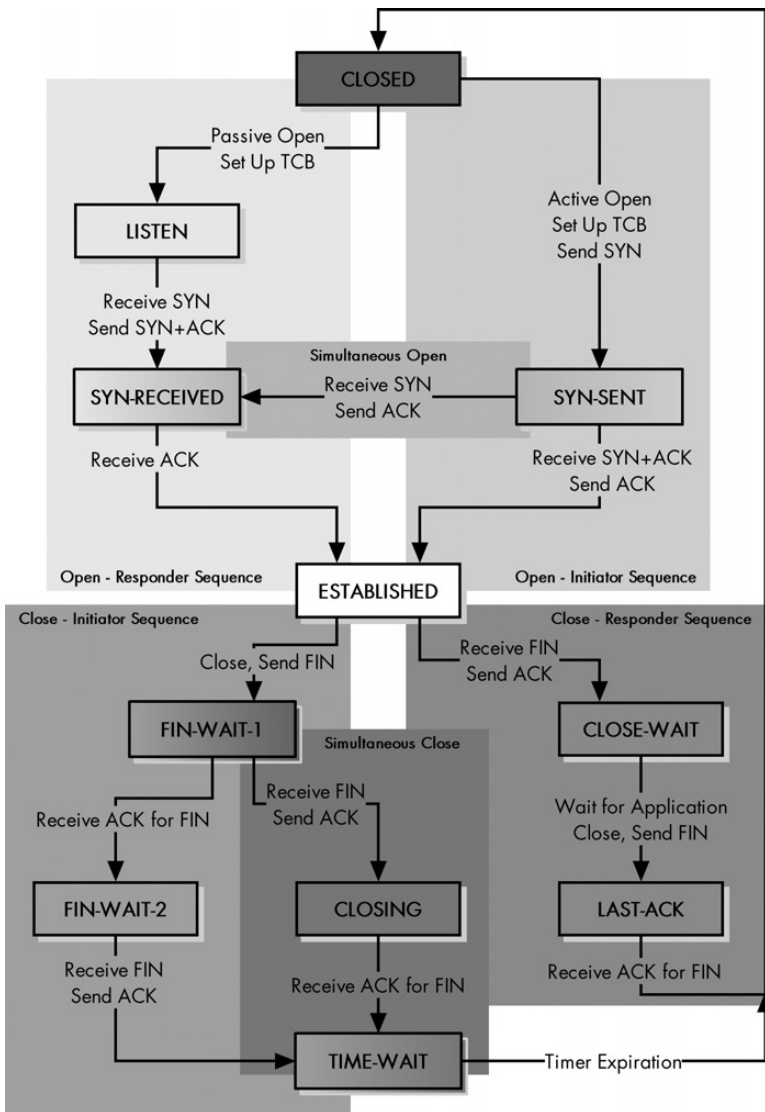 CLOSED
Passive Open
Set Up TCB
Active Open
Set Up TCB
Send SYN
LISTEN
Receive SYN
Send SYN+ACK
Simultaneous Open
SYN-RECEIVED
Receive SYN
Send ACK
SYN-SENT
Receive ACK
Receive SYN+ACK
Send ACK
Open - Responder Sequence
Open - Initiator Sequence
ESTABLISHED
Close - Initiator Sequence
Close - Responder Sequence
Close, Send FIN
Receive FIN
Send ACK
FIN-WAIT-1
CLOSE-WAIT
Simultaneous Close
Receive ACK for FIN
Receive FIN
Send ACK
Wait for Application
Close, Send FIN
FIN-WAIT-2
CLOSING
LAST-ACK
Receive FIN
Send ACK
Receive ACK for FIN
Receive ACK for FIN
TIME-WAIT
Timer Expiration